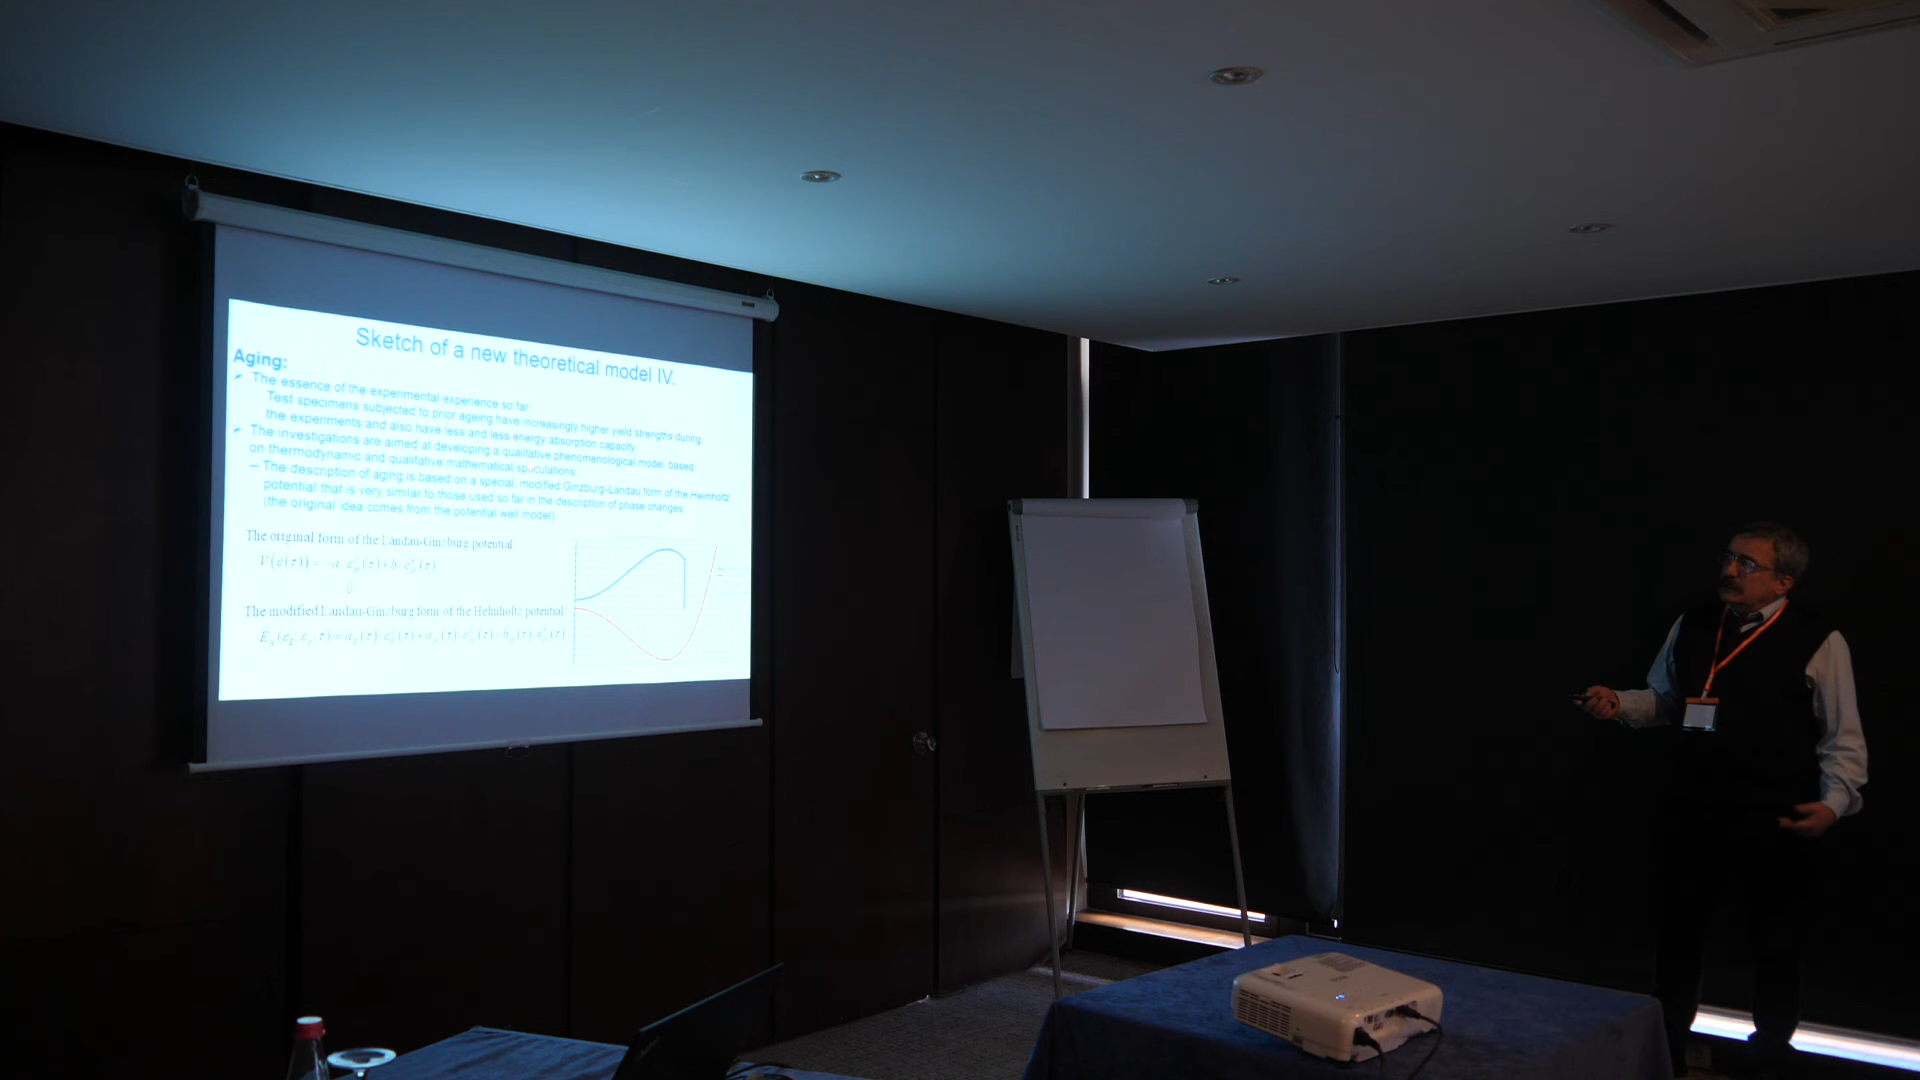 Sketch of a new theoretical model IV.
Aging:
The essence of the experimental experience so far:
Test specimens subjected to prior ageing have increasingly higher yield strengths during
the experiments and also have less and less energy absorption capacity.
The investigations are aimed at developing a qualitative phenomenological model, based
on thermodynamic and qualitative mathematical speculations:
– The description of aging is based on a special, modified Ginzburg-Landau form of the Helmholtz
potential that is very similar to those used so far in the description of phase changes
(the original idea comes from the potential well model)
The original form of the Landau-Ginzburg potential
The modified Landau-Ginzburg form of the Helmholtz potential